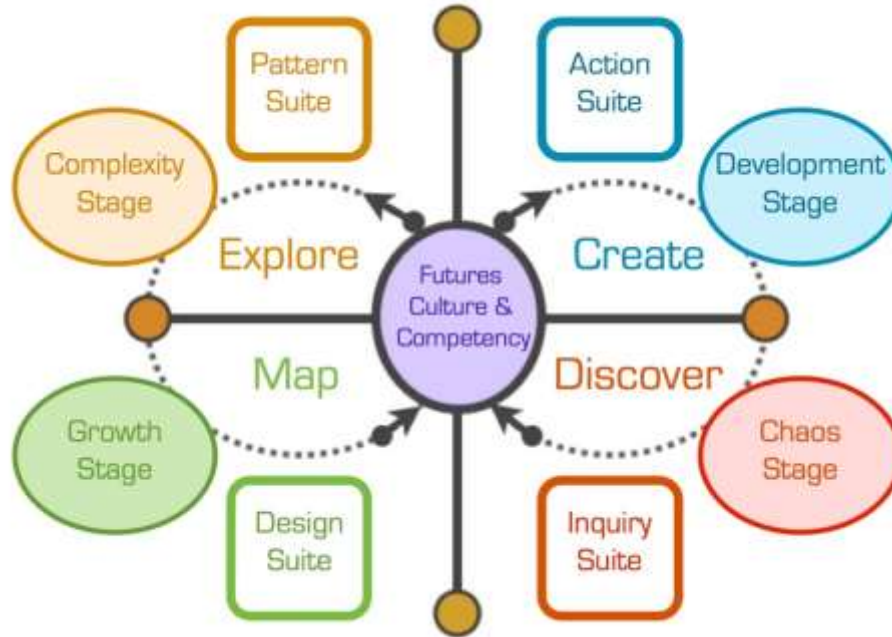 Pattern
Suite
Action
Suite
Complexity
Stage
Development
Stage
Explore
Create
Futures
Culture &
Competency
Map
Discover
Growth
Stage
Chaos
Stage
Design
Suite
Inquiry
Suite